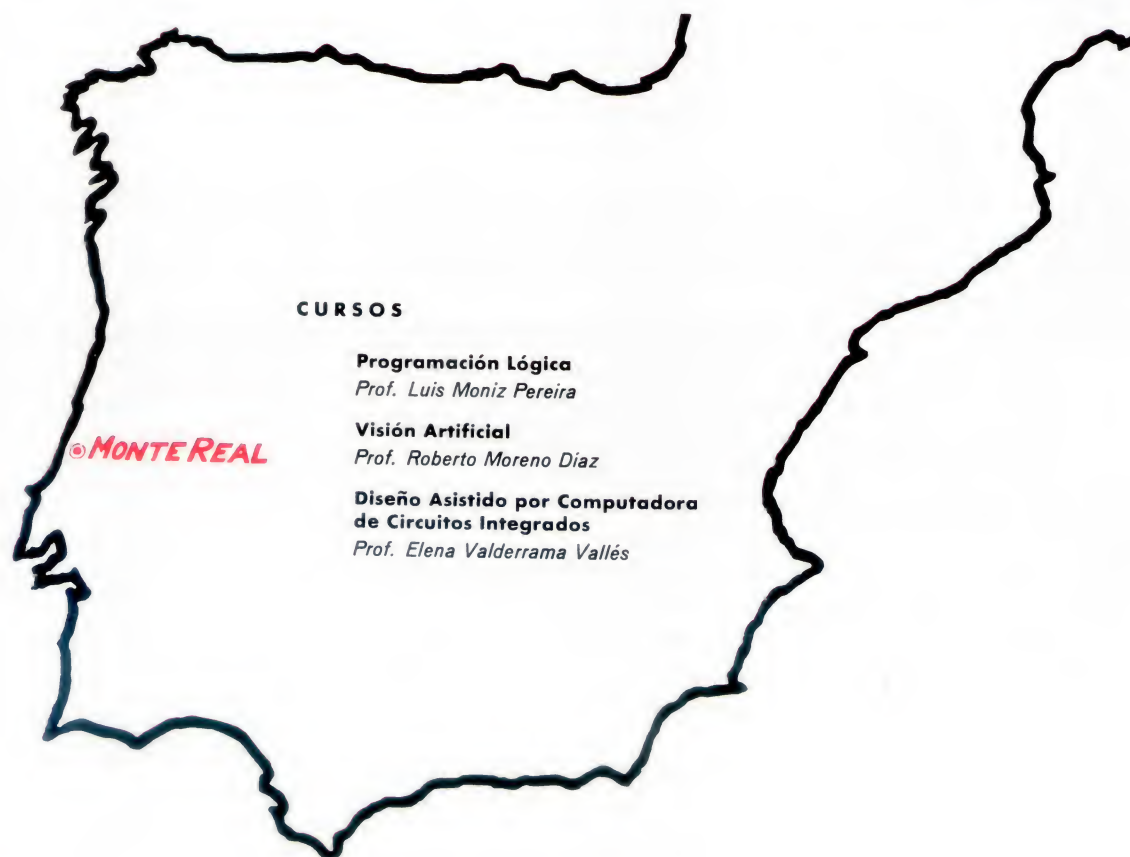 CURSOS
Programación Lógica
Prof. Luis Moniz Pereira
MONTE REAL
Visión Artificial
Prof. Roberto Moreno Diaz
Diseño Asistido por Computadora
de Circuitos Integrados
Prof. Elena Valderrama Vallés